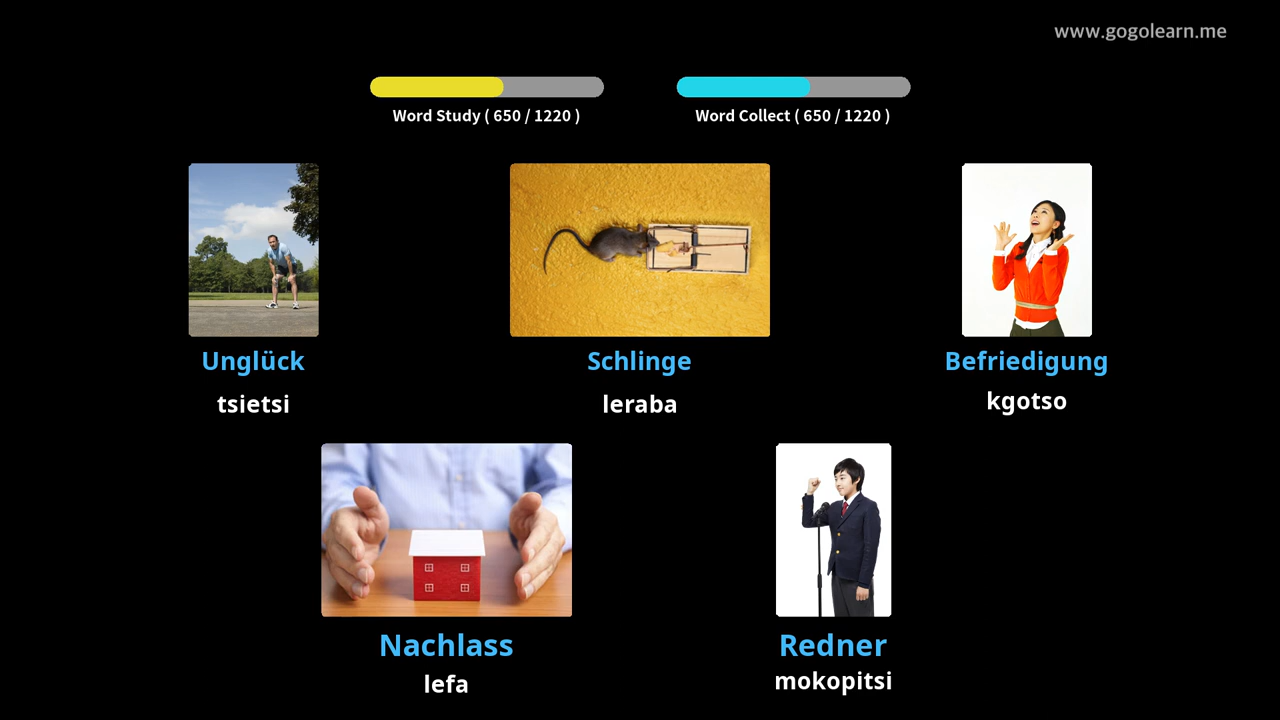 www.gogolearn.me
Word Study ( 650 / 1220 )
Word Collect ( 650 / 1220 )
Unglück
Schlinge
Befriedigung
tsietsi
leraba
kgotso
Nachlass
Redner
lefa
mokopitsi